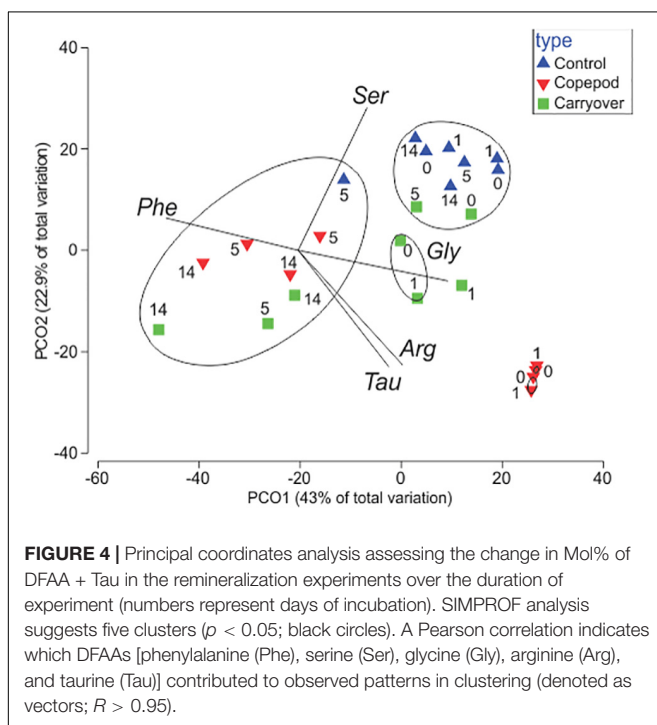 type
Control
Copepod
Carryover
40
20
0
-20
-40
PCO2 (22.9% of total variation)
Ser
Phe
Gly
Arg
Tau
14
0
1
5
14
1
0
5
5
0
0
1
1
5
5
14
14
14
5
14
1
0
0
1
-60
-40
-20
0
20
40
PCO1 (43% of total variation)
FIGURE 4 | Principal coordinates analysis assessing the change in Mol% of
DFAA + Tau in the remineralization experiments over the duration of
experiment (numbers represent days of incubation). SIMPROF analysis
suggests five clusters (p < 0.05; black circles). A Pearson correlation indicates
which DFAAs [phenylalanine (Phe), serine (Ser), glycine (Gly), arginine (Arg),
and taurine (Tau)] contributed to observed patterns in clustering (denoted as
vectors; R > 0.95).